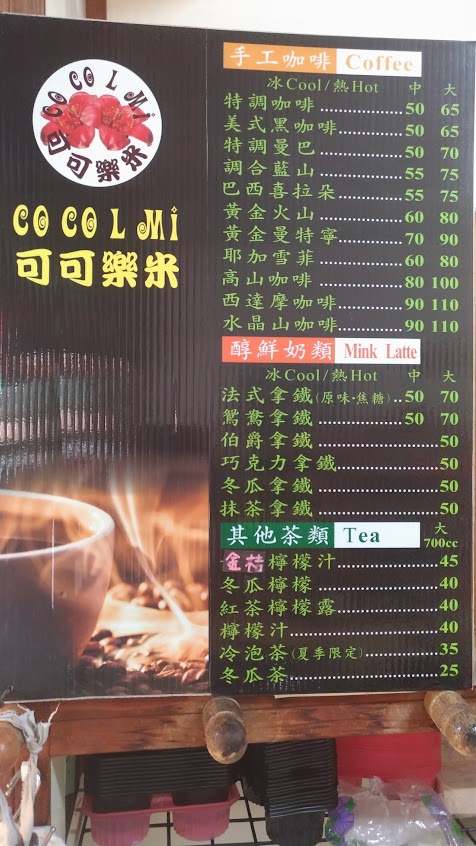 CO CO L Mi
可可樂米
CO CO L Mi
可可樂米
手工咖啡 Coffee
冰Cool/熱Hot 中 大
特調咖啡 50 65
美式黑咖啡 50 65
特調曼巴 50 70
調合藍山 55 75
巴西喜拉朵 55 75
黃金火山 60 80
黃金曼特寧 70 90
耶加雪菲 60 80
高山咖啡 80 100
西達摩咖啡 90 110
水晶山咖啡 90 110
醇鮮奶類 Mink Latte
冰Cool/熱Hot 中 大
法式拿鐵(原味·焦糖) 50 70
鴛鴦拿鐵 50 70
伯爵拿鐵 50
巧克力拿鐵 50
冬瓜拿鐵 50
抹茶拿鐵 50
其他茶類 Tea 大 700cc
金桔檸檬汁 45
冬瓜檸檬 40
紅茶檸檬露 40
檸檬汁 40
冷泡茶(夏季限定) 35
冬瓜茶 25